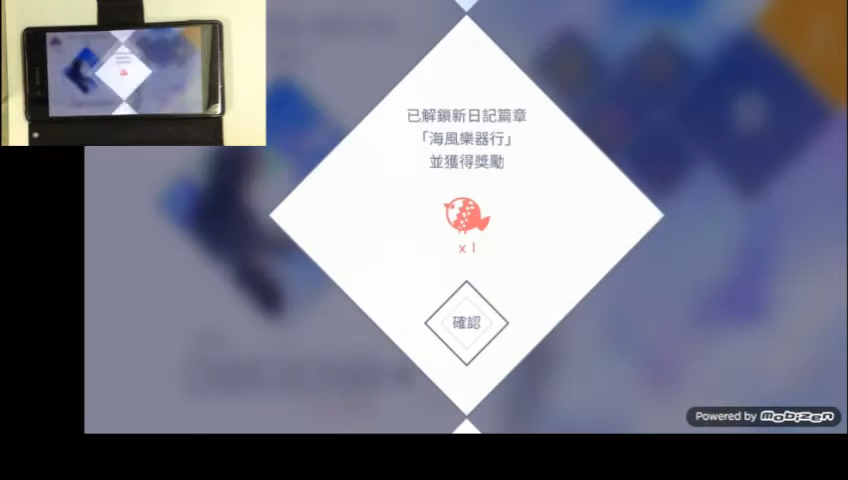 已解鎖新日記篇章
「海風樂器行」
並獲得獎勵
x1
確認
Powered by Mobizen